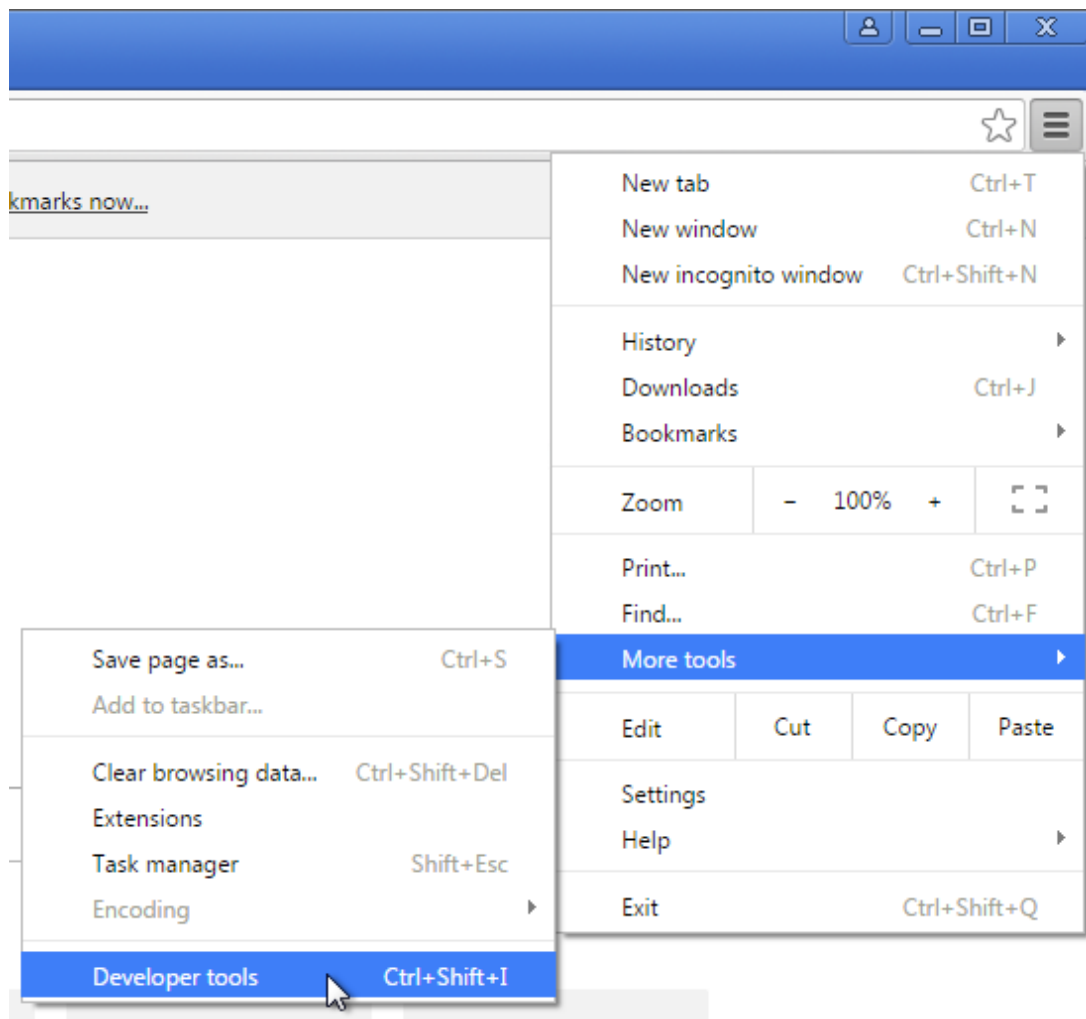 kmarks now...
New tab Ctrl+T
New window Ctrl+N
New incognito window Ctrl+Shift+N
History
Downloads Ctrl+J
Bookmarks
Zoom - 100% +
Print... Ctrl+P
Find... Ctrl+F
More tools
Edit Cut Copy Paste
Settings
Help
Exit Ctrl+Shift+Q
Save page as... Ctrl+S
Add to taskbar...
Clear browsing data... Ctrl+Shift+Del
Extensions
Task manager Shift+Esc
Encoding
Developer tools Ctrl+Shift+I